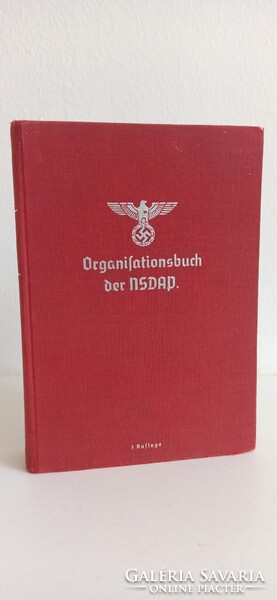 Organiſationsbuch
der NSDAP.
Auflage
GALÉRIA SAVARIA
ONLINE PIACTÉR